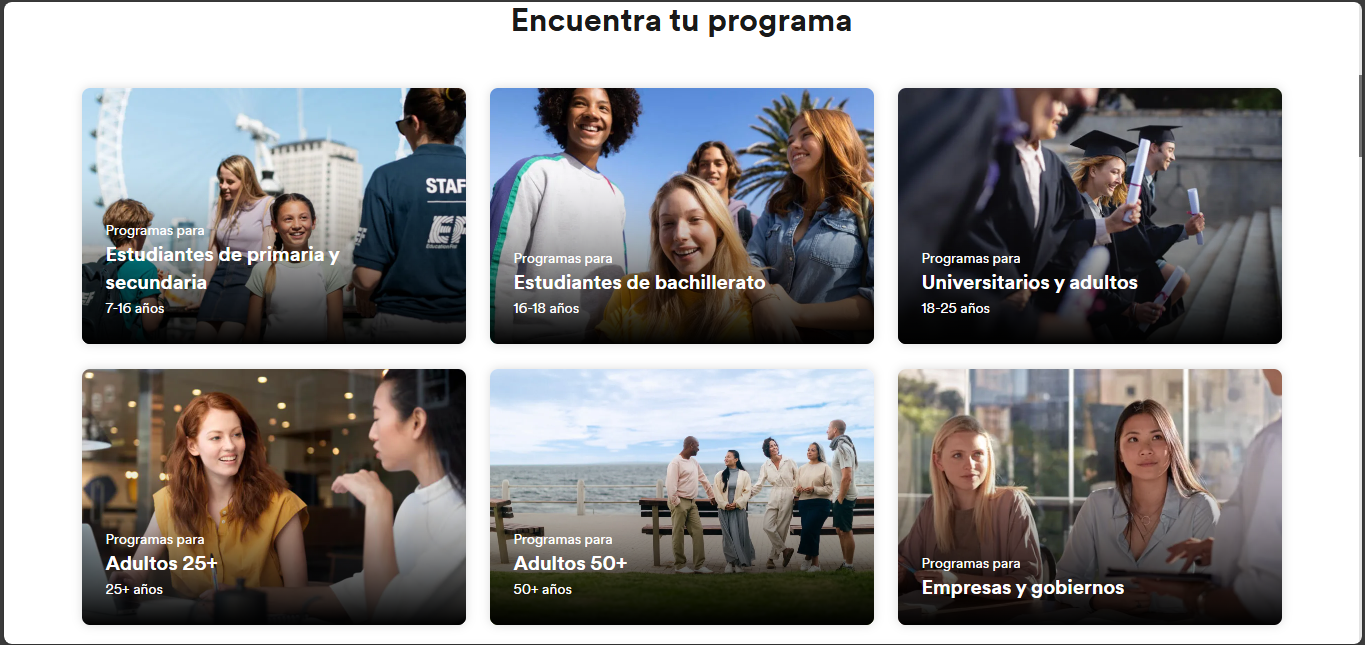 Encuentra tu programa
STAF
EF
Programas para
Estudiantes de primaria y
secundaria
7-16 años
Programas para
Estudiantes de bachillerato
16-18 años
Programas para
Universitarios y adultos
18-25 años
Programas para
Adultos 25+
25+ años
Programas para
Adultos 50+
50+ años
Programas para
Empresas y gobiernos